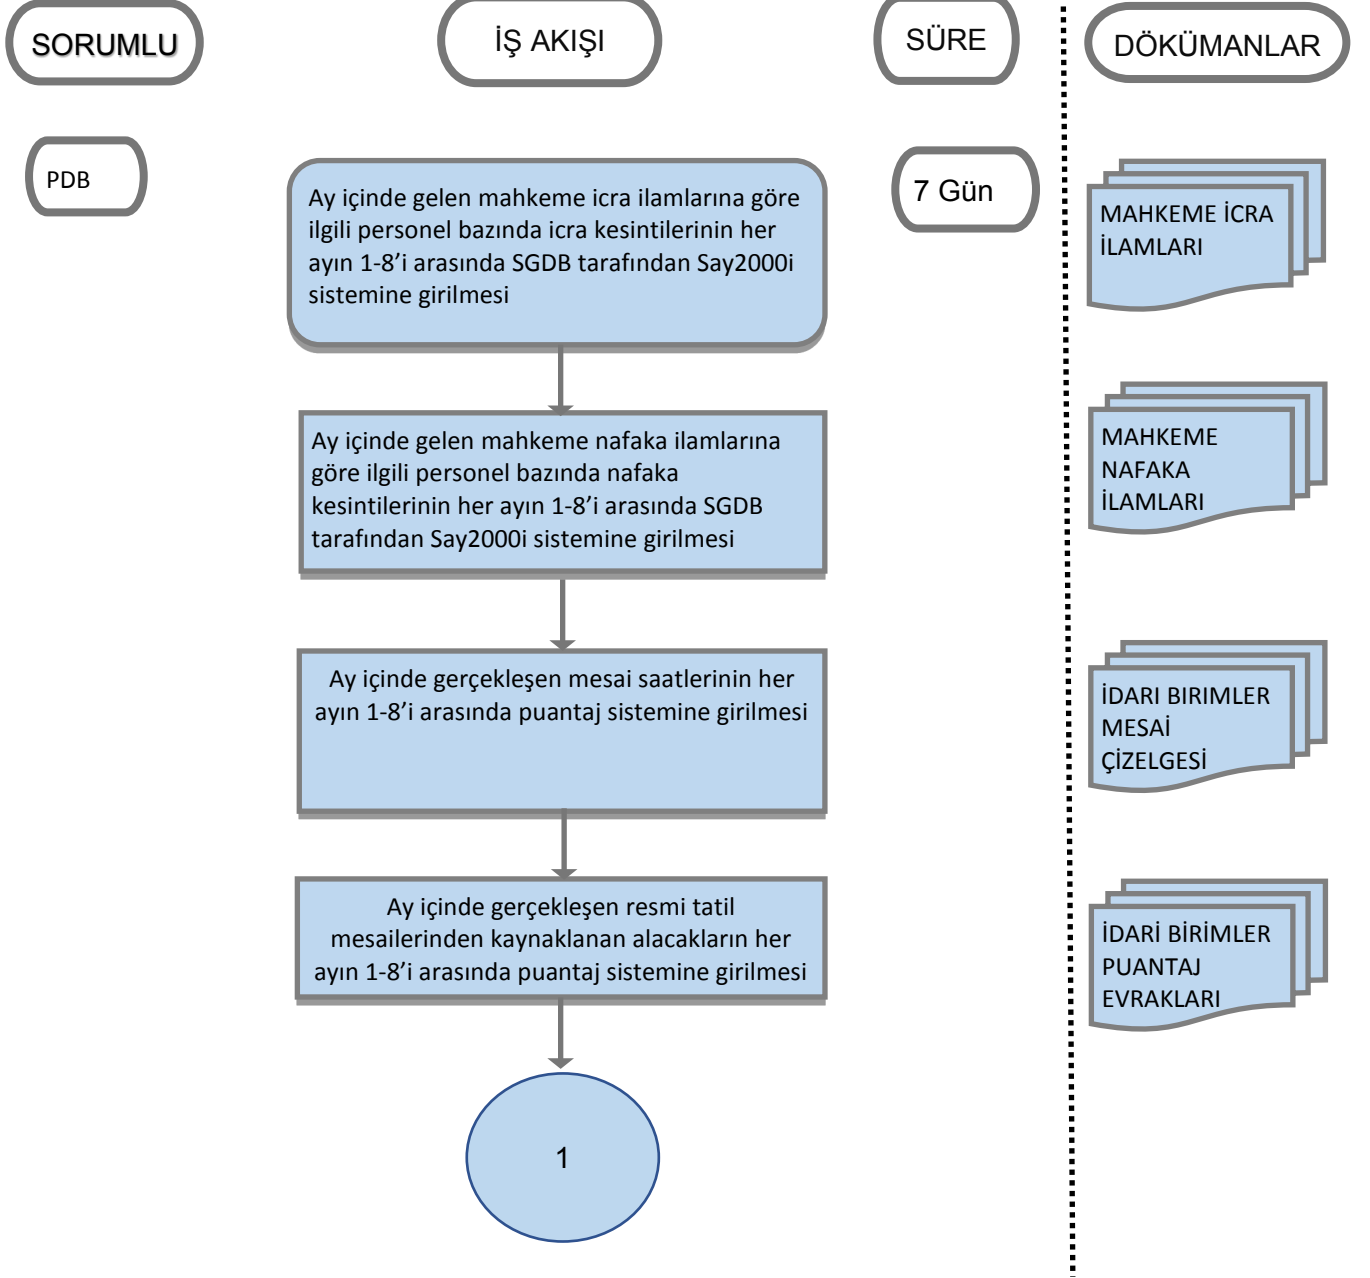 SORUMLU
İŞ AKIŞI
SÜRE
DÖKÜMANLAR
PDB
Ay içinde gelen mahkeme icra ilamlarına göre
ilgili personel bazında icra kesintilerinin her
ayın 1-8’i arasında SGDB tarafından Say2000i
sistemine girilmesi
7 Gün
MAHKEME İCRA
İLAMLARI
Ay içinde gelen mahkeme nafaka ilamlarına
göre ilgili personel bazında nafaka
kesintilerinin her ayın 1-8’i arasında SGDB
tarafından Say2000i sistemine girilmesi
MAHKEME
NAFAKA
İLAMLARI
Ay içinde gerçekleşen mesai saatlerinin her
ayın 1-8’i arasında puantaj sistemine girilmesi
İDARI BIRIMLER
MESAİ
ÇİZELGESİ
Ay içinde gerçekleşen resmi tatil
mesailerinden kaynaklanan alacakların her
ayın 1-8’i arasında puantaj sistemine girilmesi
İDARİ BİRİMLER
PUANTAJ
EVRAKLARI
1